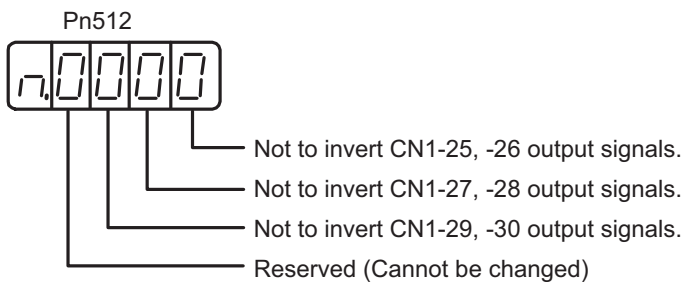 Pn512
n.0000
Not to invert CN1-25, -26 output signals.
Not to invert CN1-27, -28 output signals.
Not to invert CN1-29, -30 output signals.
Reserved (Cannot be changed)